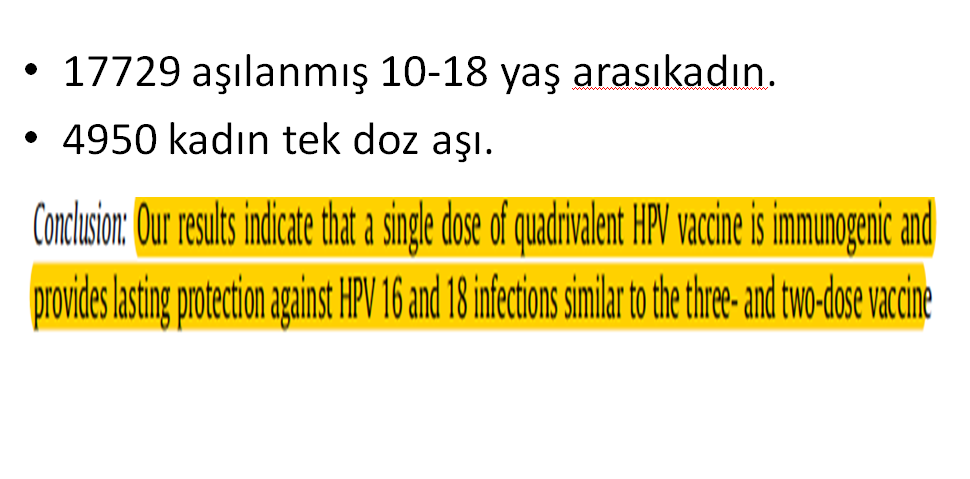 • 17729 aşılanmış 10-18 yaş arasıkadın.
• 4950 kadın tek doz aşı.
Conclusion: Our results indicate that a single dose of quadrivalent HPV vaccine is immunogenic and
provides lasting protection against HPV 16 and 18 infections similar to the three- and two-dose vaccine